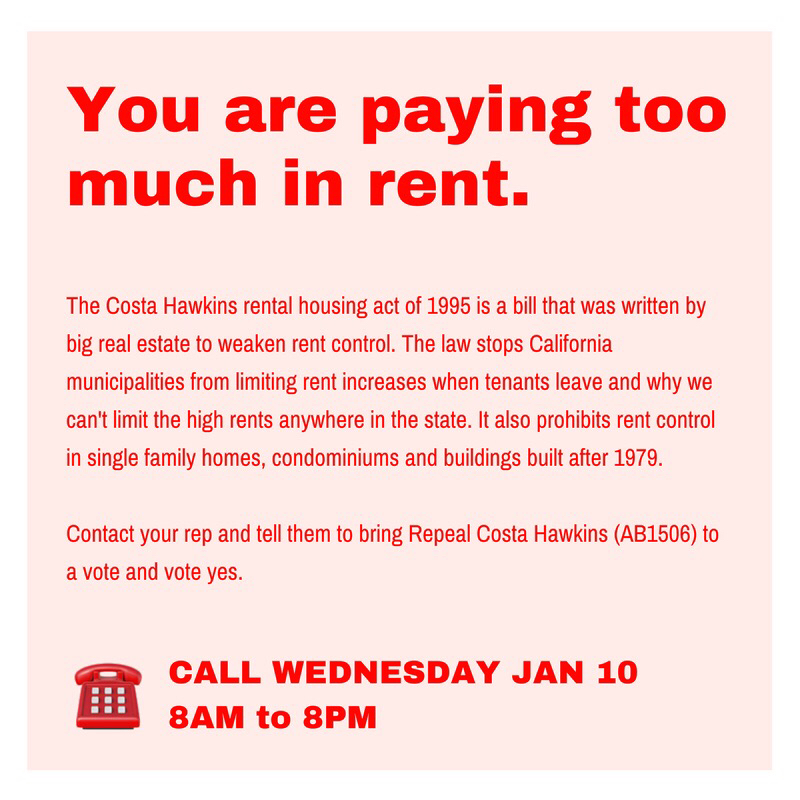 You are paying too
much in rent.
The Costa Hawkins rental housing act of 1995 is a bill that was written by
big real estate to weaken rent control. The law stops California
municipalities from limiting rent increases when tenants leave and why we
can't limit the high rents anywhere in the state. It also prohibits rent control
in single family homes, condominiums and buildings built after 1979.
Contact your rep and tell them to bring Repeal Costa Hawkins (AB1506) to
a vote and vote yes.
CALL WEDNESDAY JAN 10
8AM to 8PM